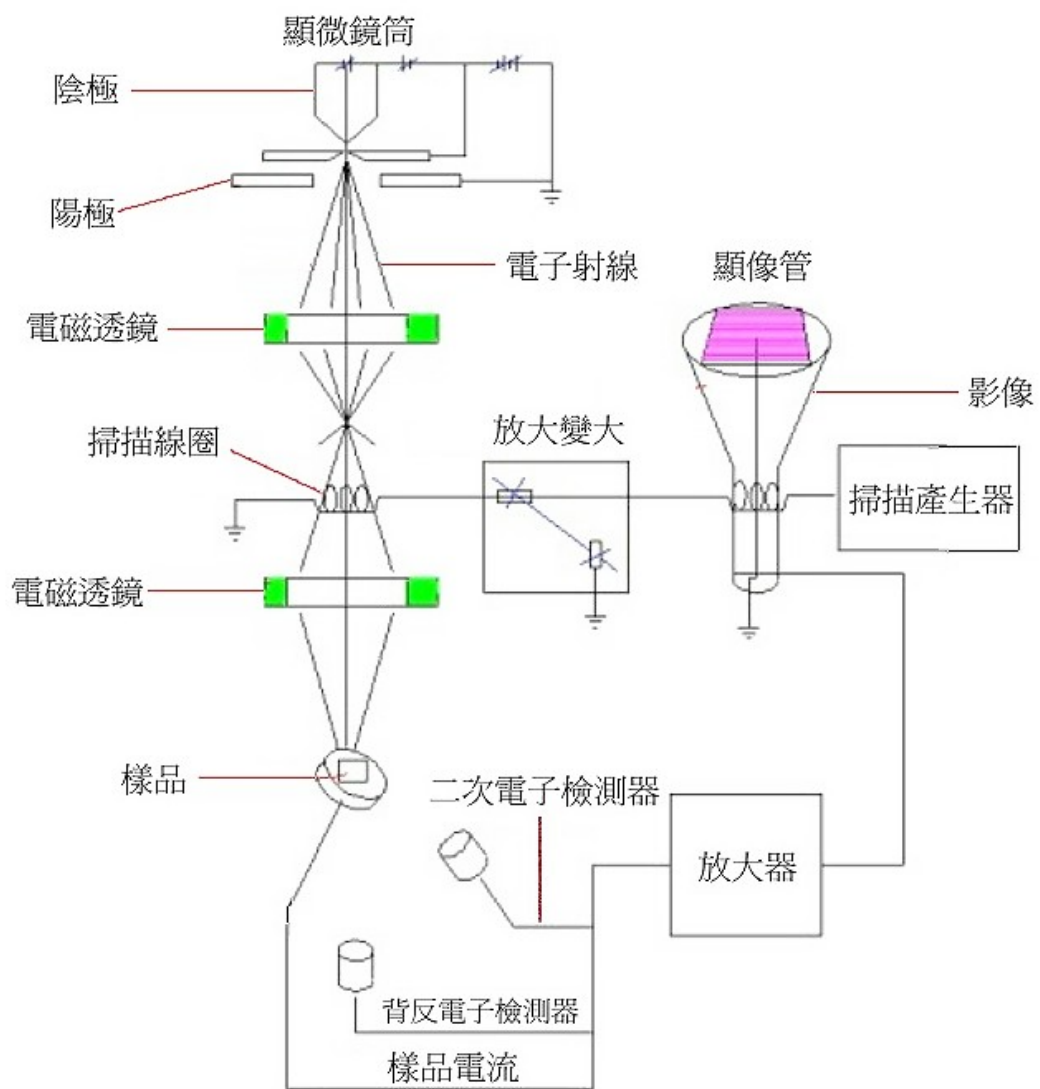 顯微鏡筒
陰極
陽極
電子射線
顯像管
電磁透鏡
影像
掃描線圈
放大變大
掃描產生器
電磁透鏡
樣品
二次電子檢測器
放大器
背反電子檢測器
樣品電流